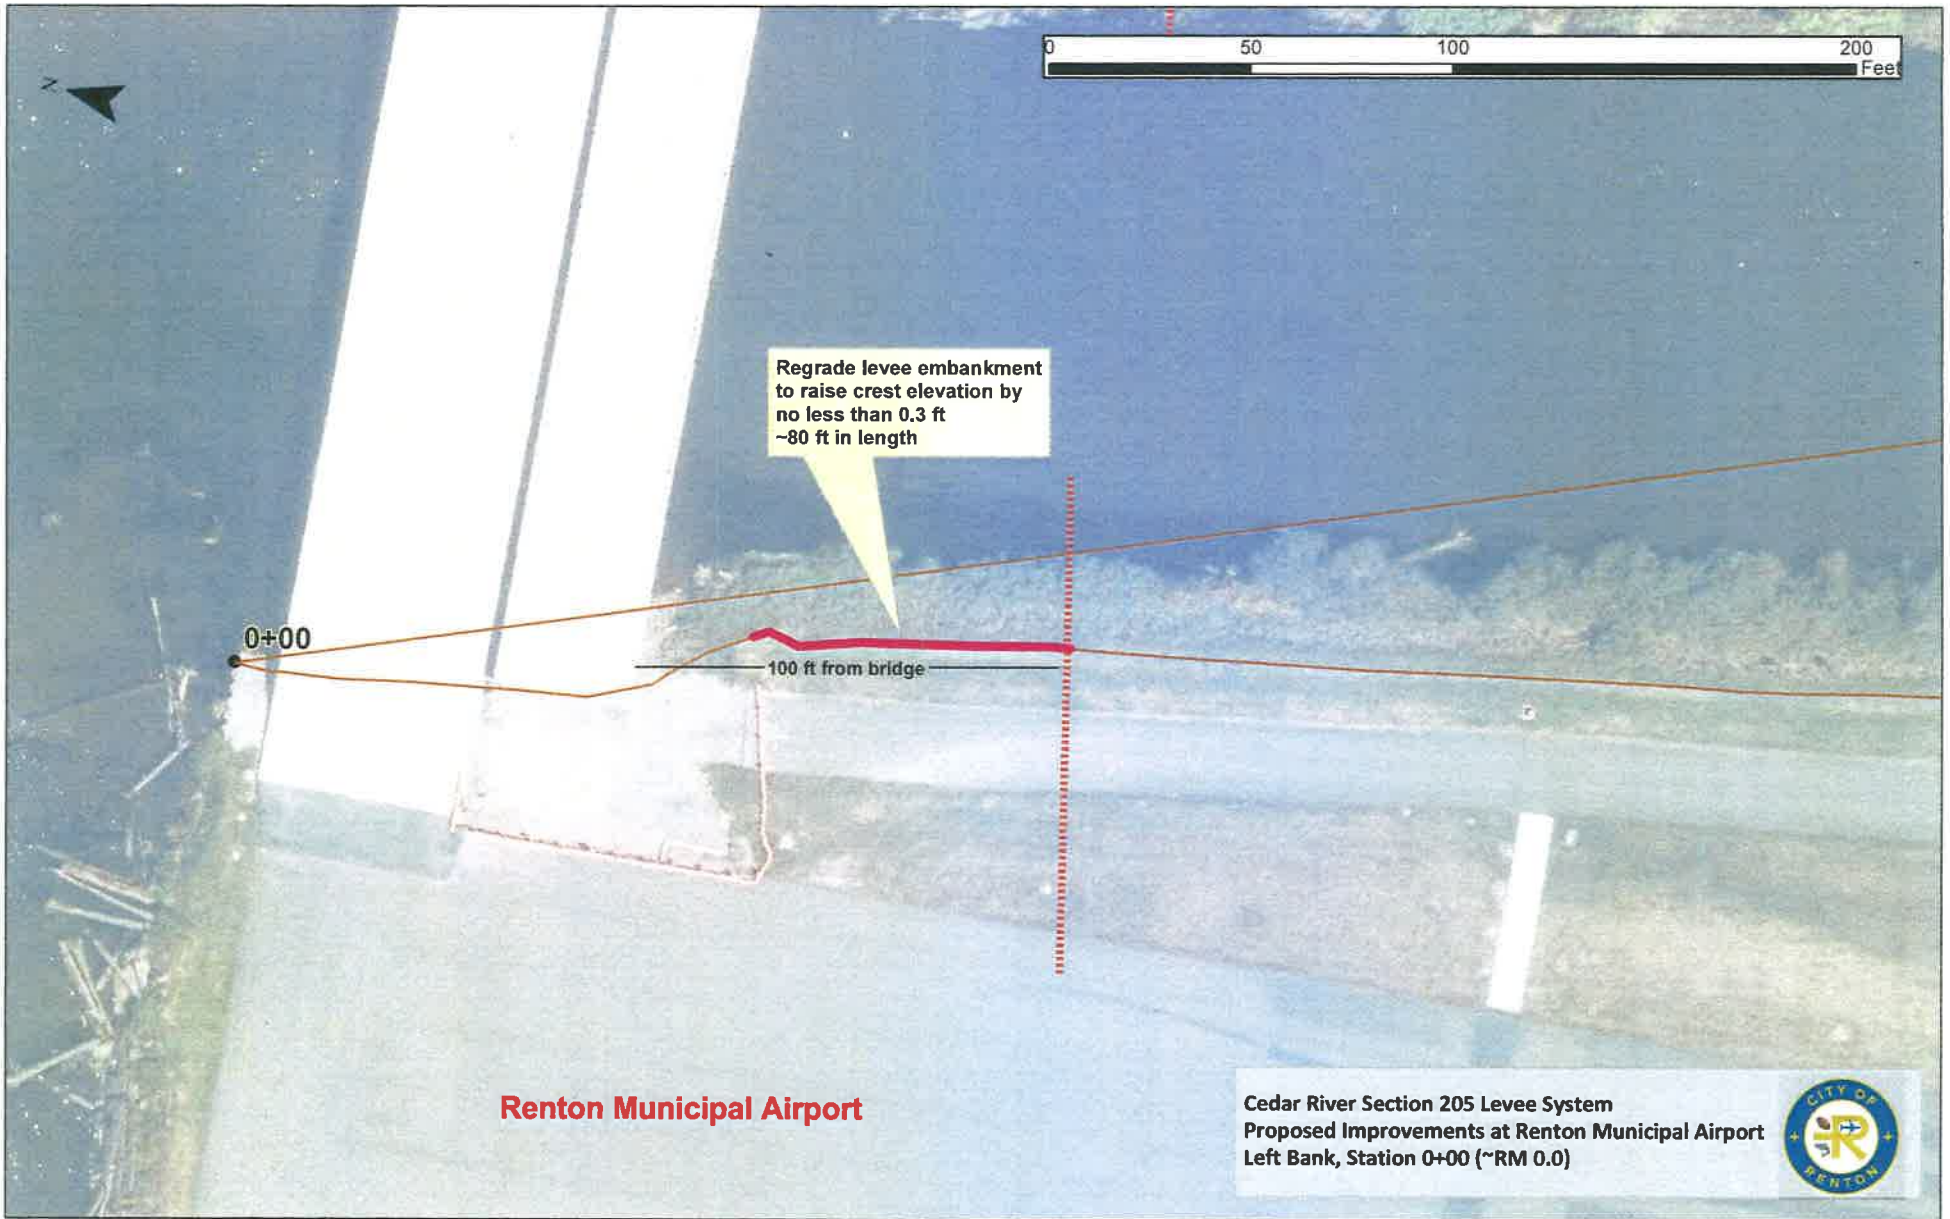 N
0 50 100 200
Feet
Regrade levee embankment
to raise crest elevation by
no less than 0.3 ft
~80 ft in length
0+00
100 ft from bridge
Renton Municipal Airport
Cedar River Section 205 Levee System
Proposed Improvements at Renton Municipal Airport
Left Bank, Station 0+00 (~RM 0.0)
CITY OF
R
RENTON